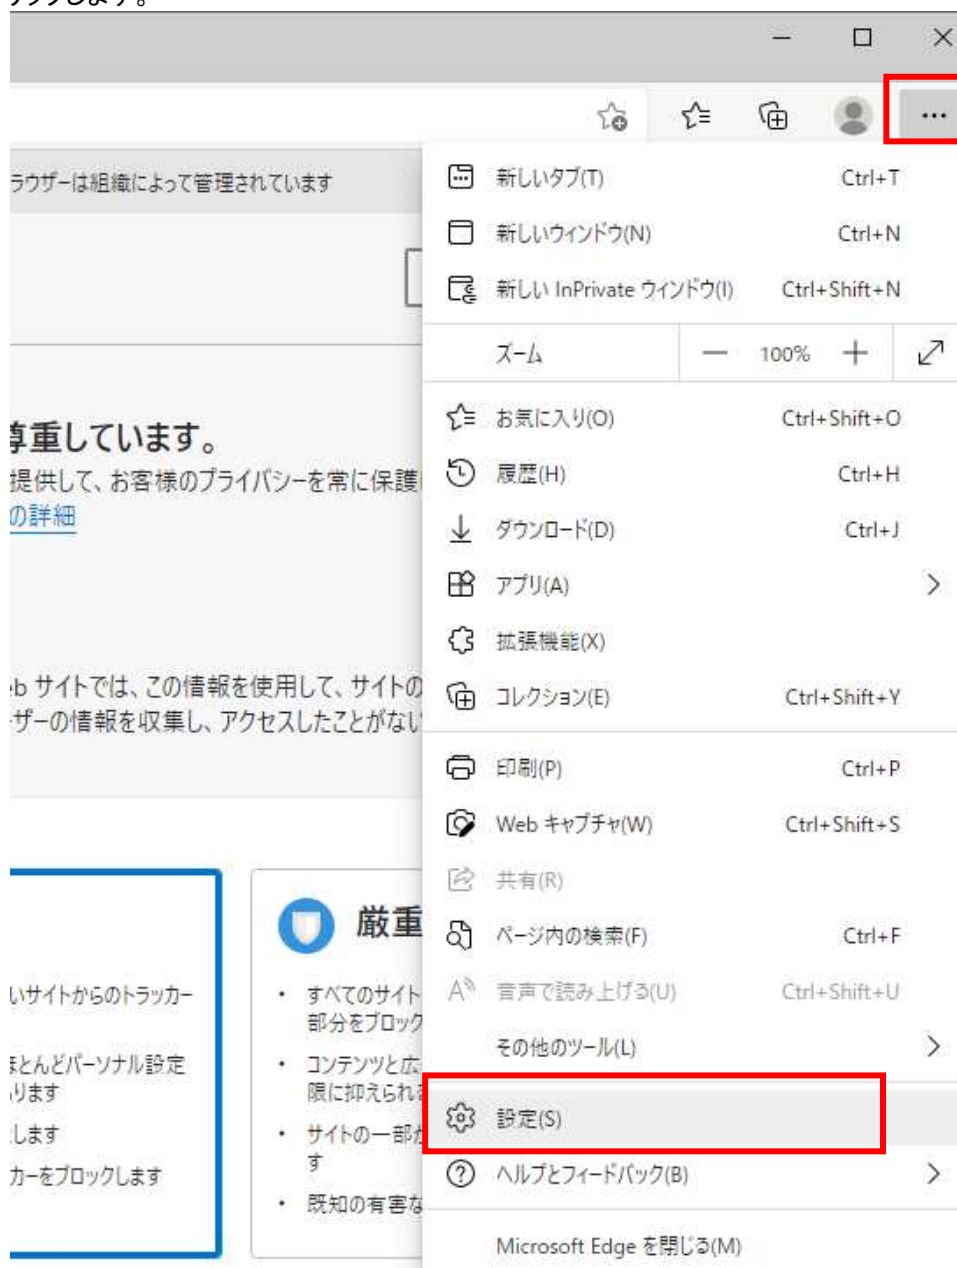 リックします。
ラウザーは組織によって管理されています
尊重しています。
提供して、お客様のプライバシーを常に保護
の詳細
eb サイトでは、この情報を使用して、サイトの
ーザーの情報を収集し、アクセスしたことがない
いサイトからのトラッカー
ほとんどパーソナル設定
ります
します
カーをブロックします
厳重
• すべてのサイト
部分をブロック
• コンテンツと広
限に抑えられる
• サイトの一部が
す
• 既知の有害な
新しいタブ(T) Ctrl+T
新しいウィンドウ(N) Ctrl+N
新しい InPrivate ウィンドウ(I) Ctrl+Shift+N
ズーム — 100% +
お気に入り(O) Ctrl+Shift+O
履歴(H) Ctrl+H
ダウンロード(D) Ctrl+J
アプリ(A)
拡張機能(X)
コレクション(E) Ctrl+Shift+Y
印刷(P) Ctrl+P
Web キャプチャ(W) Ctrl+Shift+S
共有(R)
ページ内の検索(F) Ctrl+F
音声で読み上げる(U) Ctrl+Shift+U
その他のツール(L)
設定(S)
ヘルプとフィードバック(B)
Microsoft Edge を閉じる(M)